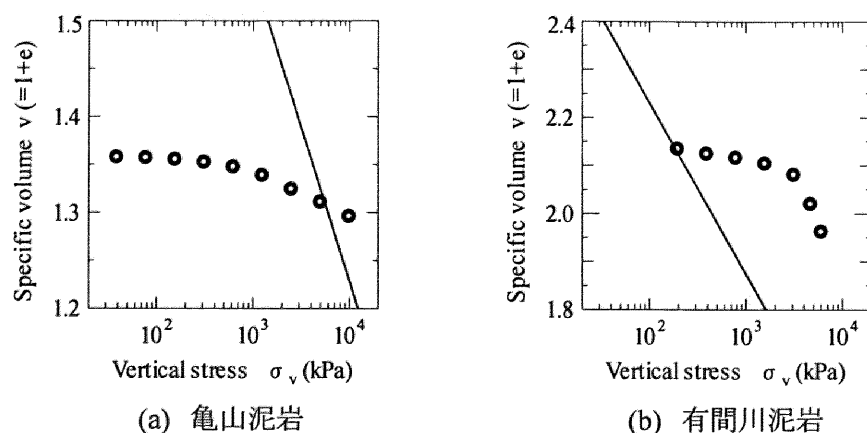 Specific volume v (=1+e)
1.5
1.4
1.3
1.2
10²
10³
10⁴
Vertical stress σᵥ (kPa)
(a) 亀山泥岩
Specific volume v (=1+e)
2.4
2.2
2.0
1.8
10²
10³
10⁴
Vertical stress σᵥ (kPa)
(b) 有間川泥岩